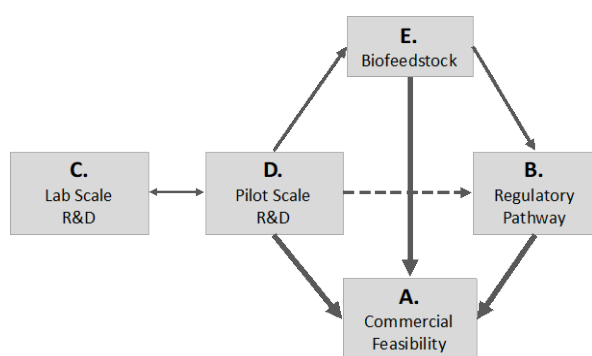 E.
Biofeedstock
C.
Lab Scale
R&D
D.
Pilot Scale
R&D
B.
Regulatory
Pathway
A.
Commercial
Feasibility